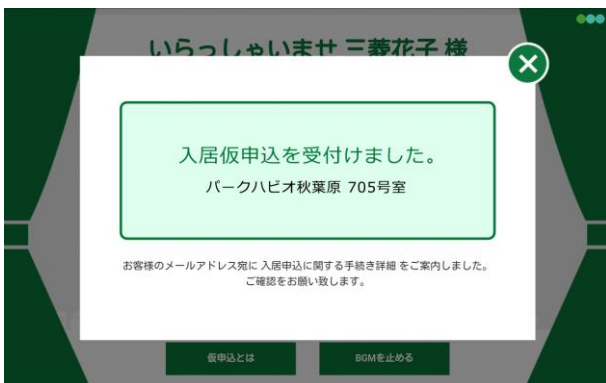 いらっしゃいませ 三菱花子 様
入居仮申込を受付けました。
パークハビオ秋葉原 705号室
お客様のメールアドレス宛に 入居申込に関する手続き詳細 をご案内しました。
ご確認をお願い致します。
仮申込とは
BGMを止める